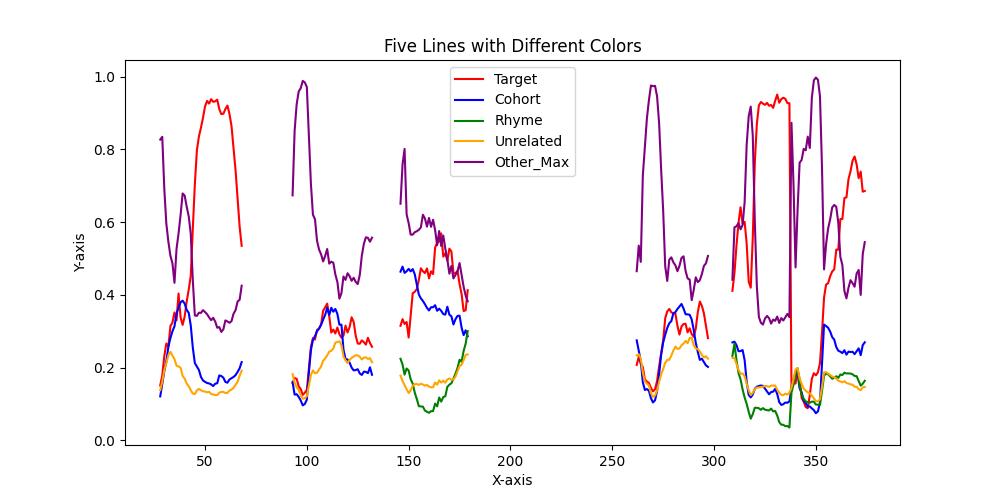 Five Lines with Different Colors
Y-axis
1.0
0.8
0.6
0.4
0.2
0.0
Target
Cohort
Rhyme
Unrelated
Other_Max
50 100 150 200 250 300 350
X-axis